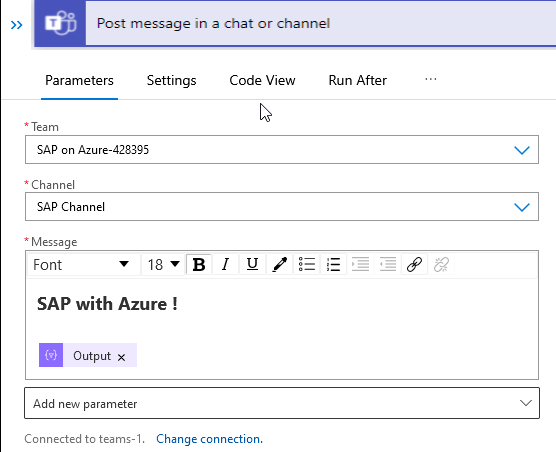 Post message in a chat or channel
Parameters Settings Code View Run After ...
* Team
SAP on Azure-428395
* Channel
SAP Channel
* Message
Font 18 B I U
SAP with Azure !
{v} Output ×
Add new parameter
Connected to teams-1. Change connection.